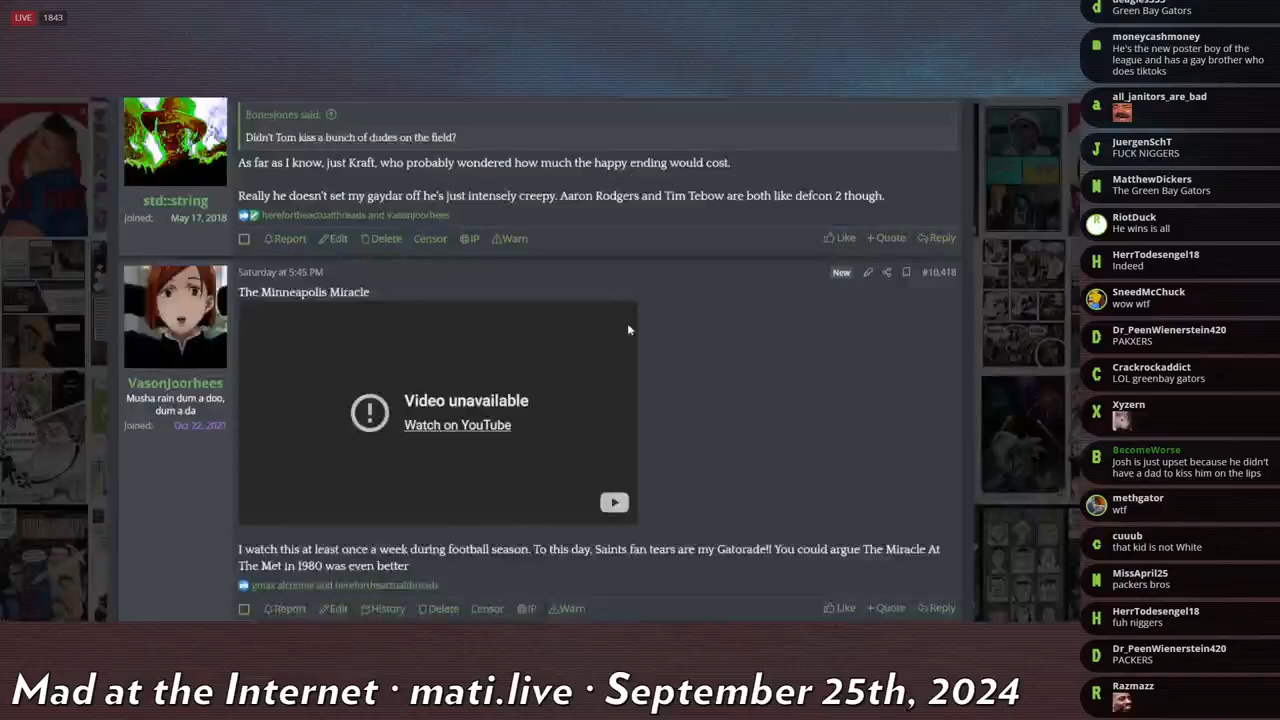 LIVE 1843
Bonesjones said:
Didn't Tom kiss a bunch of dudes on the field?
As far as I know, just Kraft, who probably wondered how much the happy ending would cost.
Really he doesn't set my gaydar off he's just intensely creepy. Aaron Rodgers and Tim Tebow are both like defcon 2 though.
std::string
Joined: May 17, 2018
herefortheactualthreads and VasonJoorhees
Report Edit Delete Censor IP Warn Like +Quote Reply
Saturday at 5:45 PM New #10,418
The Minneapolis Miracle
VasonJoorhees
Musha rain dum a doo,
dum a da
Joined: Oct 22, 2021
Video unavailable
Watch on YouTube
I watch this at least once a week during football season. To this day, Saints fan tears are my Gatorade!! You could argue The Miracle At
The Met in 1980 was even better
and herefortheactualthreads
Report Edit History Delete Censor IP Warn Like +Quote Reply
Green Bay Gators
moneycashmoney
He's the new poster boy of the
league and has a gay brother who
does tiktoks
all_janitors_are_bad
JuergenSchT
FUCK NIGGERS
MatthewDickers
The Green Bay Gators
RiotDuck
He wins is all
HerrTodesengel18
Indeed
SneedMcChuck
wow wtf
Dr_PeenWienerstein420
PAKXERS
Crackrockaddict
LOL greenbay gators
Xyzern
BecomeWorse
Josh is just upset because he didn't
have a dad to kiss him on the lips
methgator
wtf
cuuub
that kid is not White
MissApril25
packers bros
HerrTodesengel18
fuh niggers
Dr_PeenWienerstein420
PACKERS
Razmazz
Mad at the Internet · mati.live · September 25th, 2024